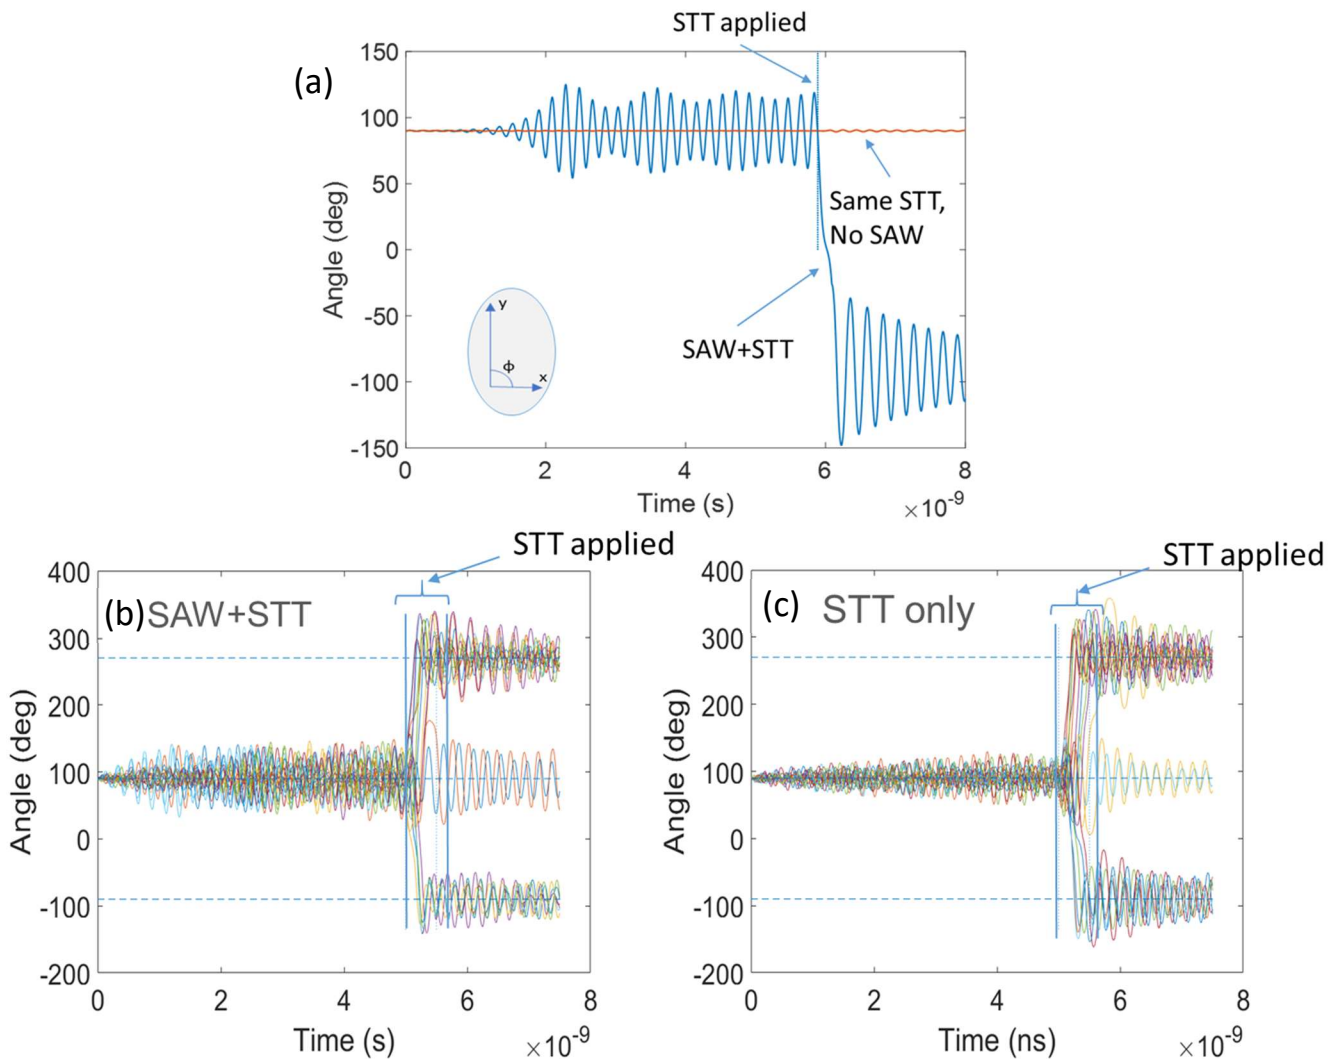 STT applied
(a)
150
100
50
0
-50
-100
-150
Angle (deg)
Same STT,
No SAW
SAW+STT
y
ϕ
x
0 2 4 6 8
Time (s)
×10-9
STT applied
(b) SAW+STT
400
300
200
100
0
-100
-200
Angle (deg)
0 2 4 6 8
Time (s)
×10-9
STT applied
(c) STT only
400
300
200
100
0
-100
-200
Angle (deg)
0 2 4 6 8
Time (ns)
×10-9